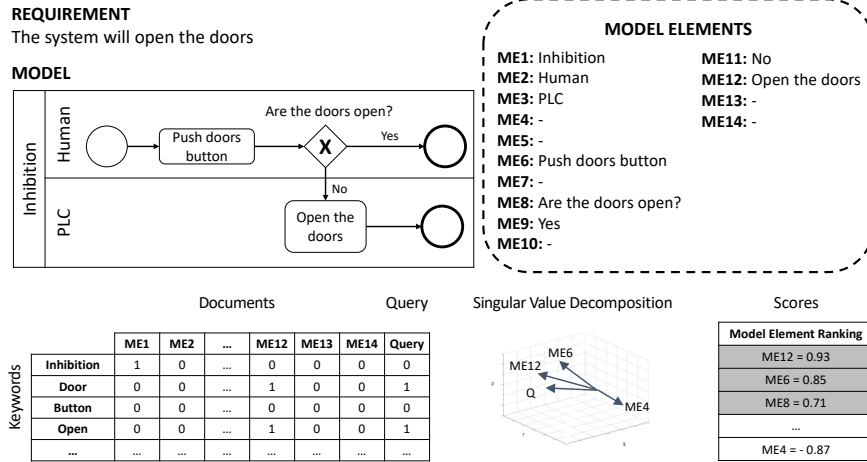 REQUIREMENT
The system will open the doors
MODEL
Inhibition
Human
PLC
Push doors
button
Are the doors open?
X
Yes
No
Open the
doors
MODEL ELEMENTS
ME1: Inhibition
ME2: Human
ME3: PLC
ME4: -
ME5: -
ME6: Push doors button
ME7: -
ME8: Are the doors open?
ME9: Yes
ME10: -
ME11: No
ME12: Open the doors
ME13: -
ME14: -
Documents Query
Keywords
ME1 ME2 ... ME12 ME13 ME14 Query
Inhibition 1 0 ... 0 0 0 0
Door 0 0 ... 1 0 0 1
Button 0 0 ... 0 0 0 0
Open 0 0 ... 1 0 0 1
... ... ... ... ... ... ... ...
Singular Value Decomposition
ME6
ME12
Q
ME4
Z
Y
X
Scores
Model Element Ranking
ME12 = 0.93
ME6 = 0.85
ME8 = 0.71
...
ME4 = - 0.87